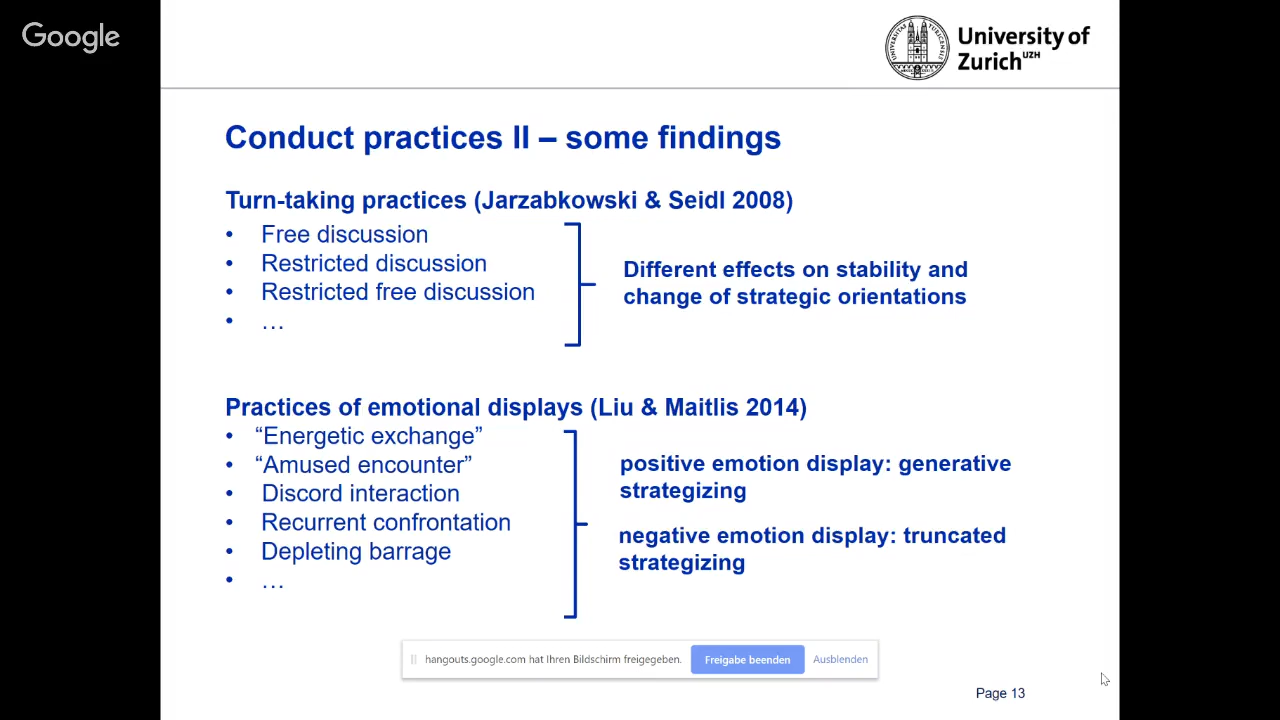 Google
University of
Zurich UZH
Conduct practices II – some findings
Turn-taking practices (Jarzabkowski & Seidl 2008)
• Free discussion
• Restricted discussion
• Restricted free discussion
• …
Different effects on stability and
change of strategic orientations
Practices of emotional displays (Liu & Maitlis 2014)
• “Energetic exchange”
• “Amused encounter”
• Discord interaction
• Recurrent confrontation
• Depleting barrage
• …
positive emotion display: generative
strategizing
negative emotion display: truncated
strategizing
hangouts.google.com hat Ihren Bildschirm freigegeben. Freigabe beenden Ausblenden
Page 13